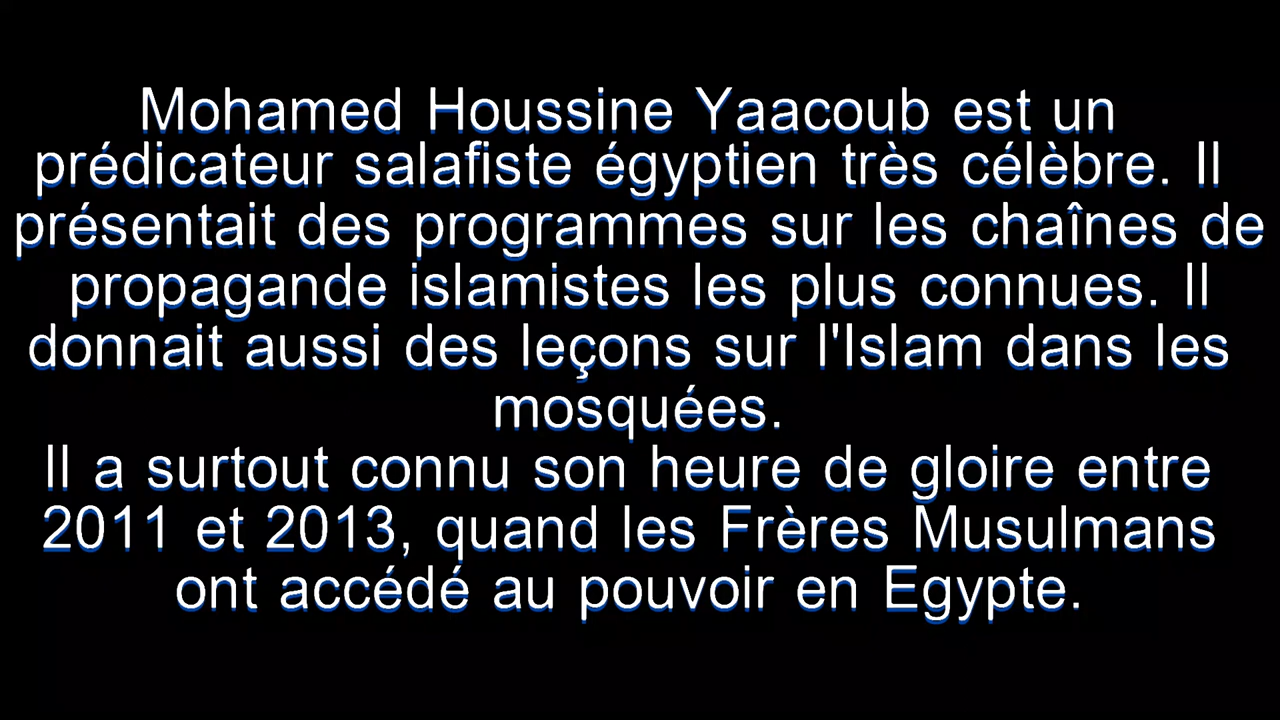 Mohamed Houssine Yaacoub est un
prédicateur salafiste égyptien très célèbre. Il
présentait des programmes sur les chaînes de
propagande islamistes les plus connues. Il
donnait aussi des leçons sur l'Islam dans les
mosquées.
Il a surtout connu son heure de gloire entre
2011 et 2013, quand les Frères Musulmans
ont accédé au pouvoir en Egypte.